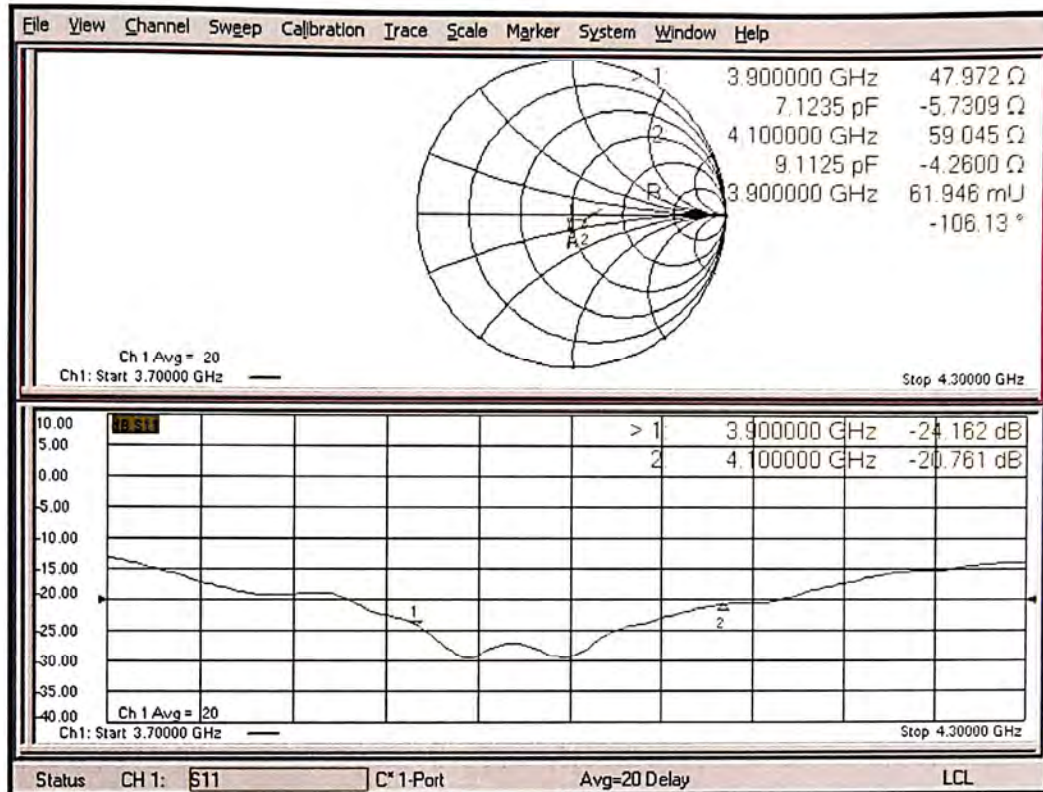 File View Channel Sweep Calibration Trace Scale Marker System Window Help
> 1: 3.900000 GHz 47.972 Ω
7.1235 pF -5.7309 Ω
2: 4.100000 GHz 59.045 Ω
9.1125 pF -4.2600 Ω
R 3.900000 GHz 61.946 mU
-106.13 °
2
Ch 1 Avg = 20
Ch1: Start 3.70000 GHz
Stop 4.30000 GHz
dB S11
> 1: 3.900000 GHz -24.162 dB
2: 4.100000 GHz -20.761 dB
10.00
5.00
0.00
-5.00
-10.00
-15.00
-20.00
-25.00
-30.00
-35.00
-40.00
1
2
Ch 1 Avg = 20
Ch1: Start 3.70000 GHz
Stop 4.30000 GHz
Status CH 1: S11 C* 1-Port Avg=20 Delay LCL